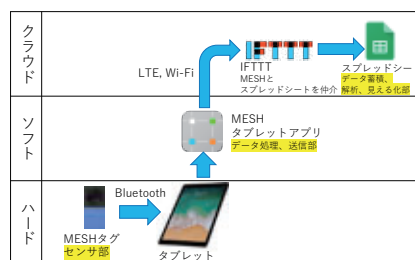 クラウド
LTE, Wi-Fi
IFTTT
IFTTT
MESHと
スプレッドシートを仲介
スプレッドシー
データ蓄積、
解析、見える化部
ソフト
MESH
タブレットアプリ
データ処理、送信部
ハード
Bluetooth
MESHタグ
センサ部
タブレット